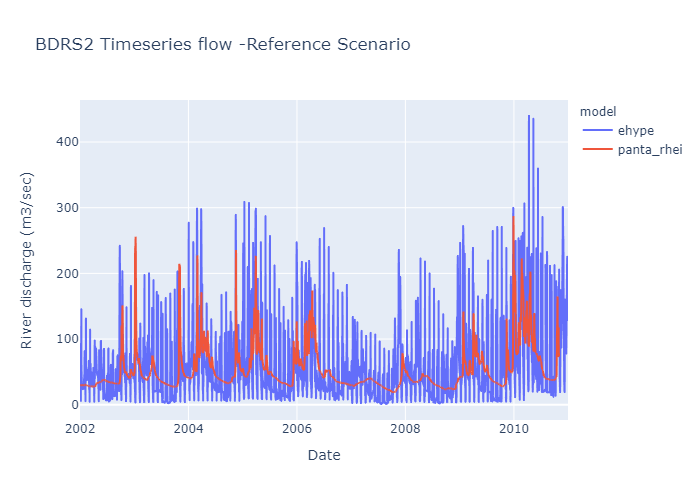 BDRS2 Timeseries flow -Reference Scenario
model
ehype
panta_rhei
River discharge (m3/sec)
400
300
200
100
0
2002
2004
2006
2008
2010
Date